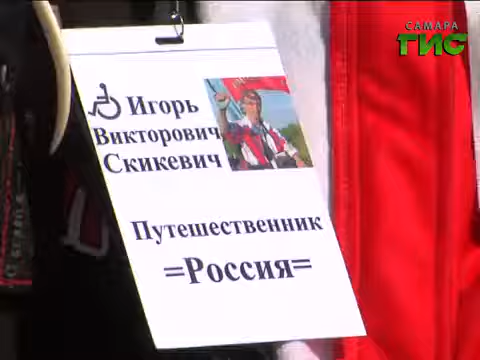 САМАРА
ГИС
Игорь
Викторович
Скикевич
Путешественник
=Россия=